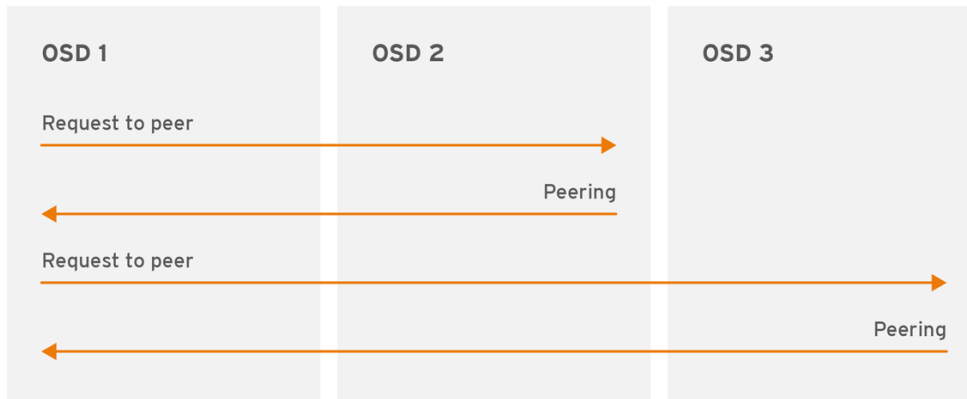 OSD 1
OSD 2
OSD 3
Request to peer
Peering
Request to peer
Peering